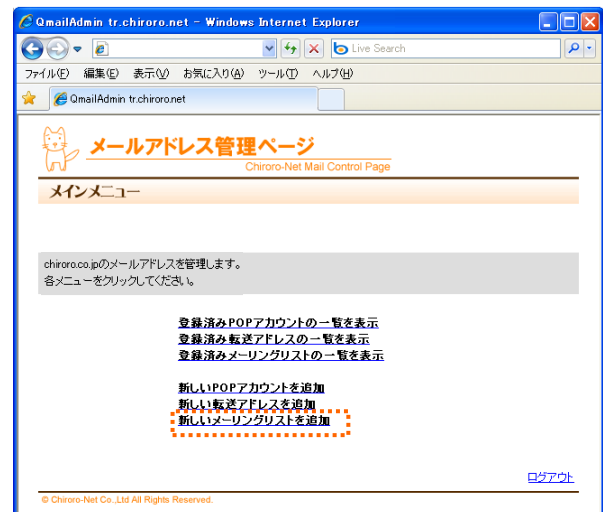 QmailAdmin tr.chiroro.net - Windows Internet Explorer
Live Search
ファイル(F) 編集(E) 表示(V) お気に入り(A) ツール(T) ヘルプ(H)
QmailAdmin tr.chiroro.net
メールアドレス管理ページ
Chiroro-Net Mail Control Page
メインメニュー
chiroro.co.jpのメールアドレスを管理します。
各メニューをクリックしてください。
登録済みPOPアカウントの一覧を表示
登録済み転送アドレスの一覧を表示
登録済みメーリングリストの一覧を表示
新しいPOPアカウントを追加
新しい転送アドレスを追加
新しいメーリングリストを追加
ログアウト
© Chiroro-Net Co.,Ltd All Rights Reserved.